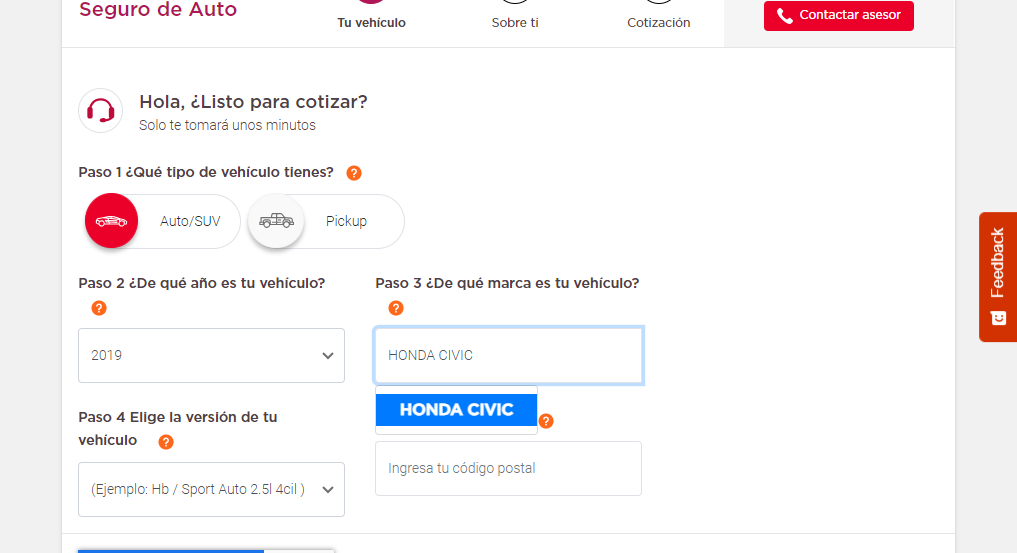 Seguro de Auto
Tu vehículo
Sobre ti
Cotización
Contactar asesor
Hola, ¿Listo para cotizar?
Solo te tomará unos minutos
Paso 1 ¿Qué tipo de vehículo tienes? ?
Auto/SUV
Pickup
Paso 2 ¿De qué año es tu vehículo?
?
2019
Paso 3 ¿De qué marca es tu vehículo?
?
HONDA CIVIC
HONDA CIVIC
?
Paso 4 Elige la versión de tu
vehículo ?
(Ejemplo: Hb / Sport Auto 2.5l 4cil )
Ingresa tu código postal
Feedback